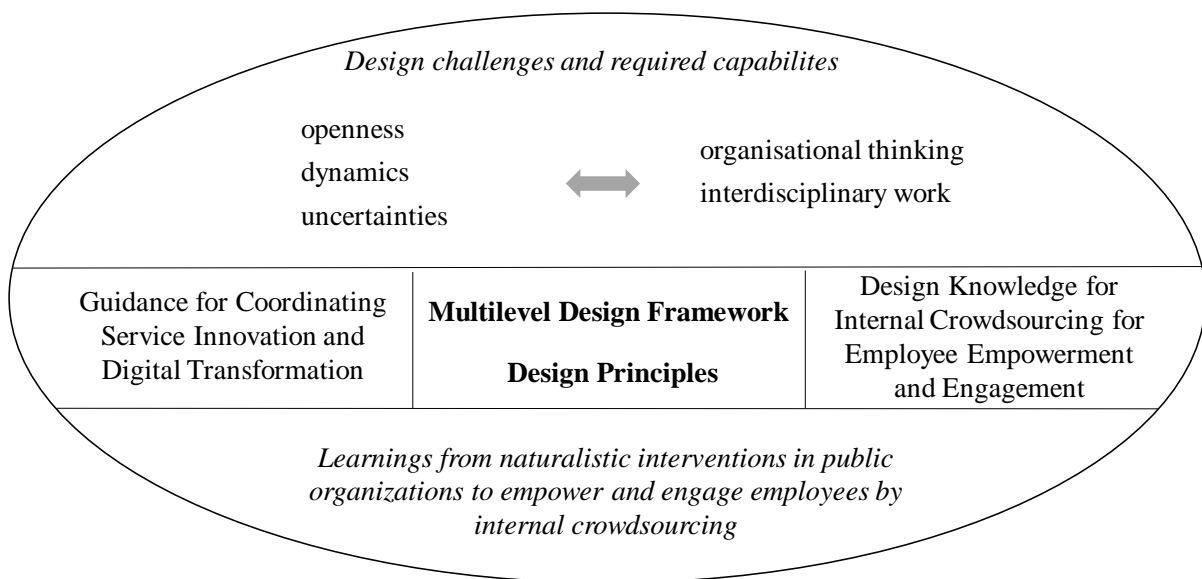 Design challenges and required capabilites
openness
dynamics
uncertainties
organisational thinking
interdisciplinary work
Guidance for Coordinating
Service Innovation and
Digital Transformation
Multilevel Design Framework
Design Principles
Design Knowledge for
Internal Crowdsourcing for
Employee Empowerment
and Engagement
Learnings from naturalistic interventions in public
organizations to empower and engage employees by
internal crowdsourcing